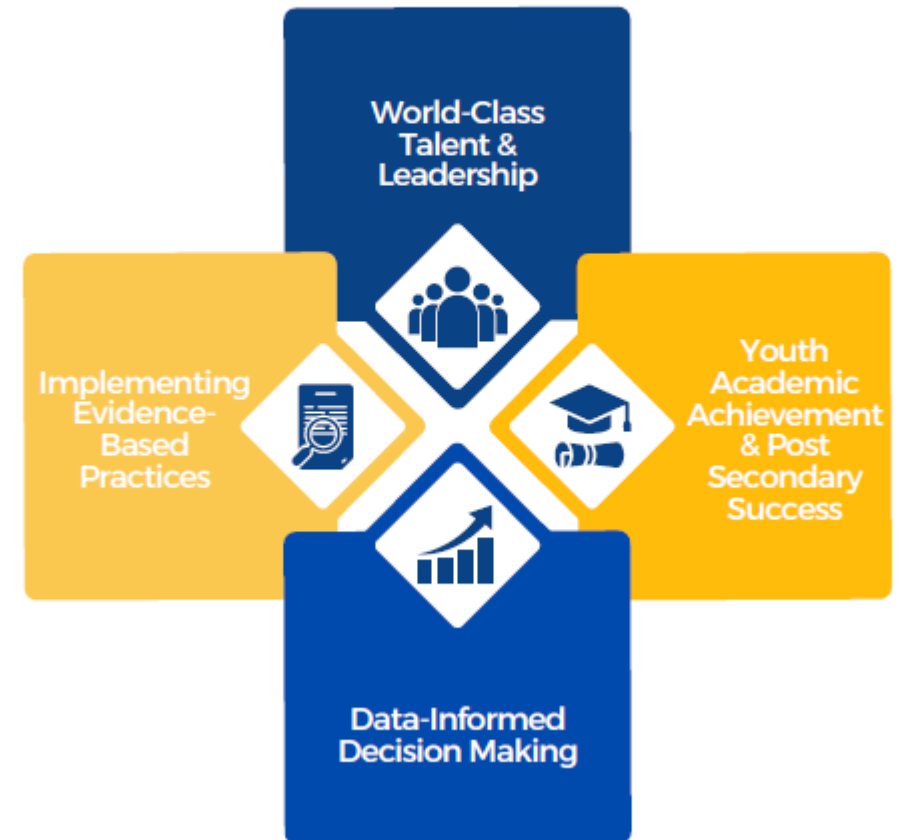 World-Class
Talent &
Leadership
Implementing
Evidence-
Based
Practices
Youth
Academic
Achievement
& Post
Secondary
Success
Data-Informed
Decision Making